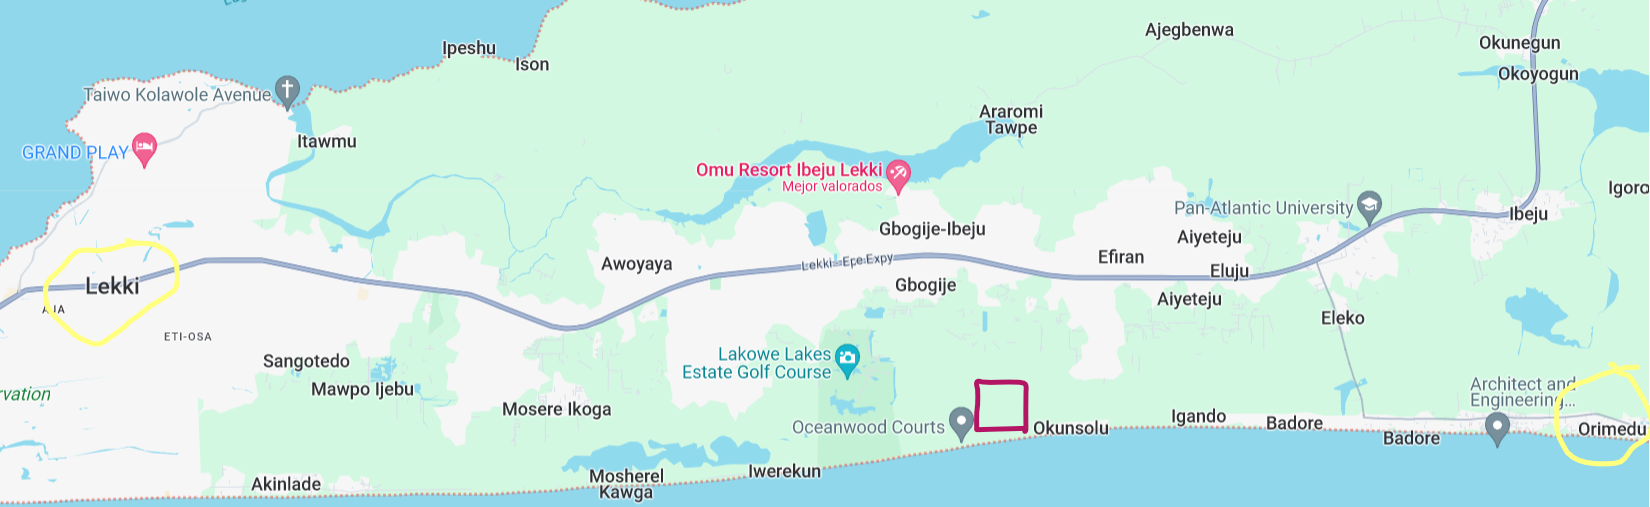 Ajegbenwa
Okunegun
Ipeshu
Ison
Okoyogun
Taiwo Kolawole Avenue
Araromi
Tawpe
Itawmu
GRAND PLAY
Omu Resort Ibeju Lekki
Mejor valorados
Igoro
Pan-Atlantic University
Ibeju
Gbogije-Ibeju
Aiyeteju
Awoyaya
Lekki - Epe Expy
Efiran
Eluju
Lekki
Gbogije
Aiyeteju
AJA
ETI-OSA
Eleko
Sangotedo
Lakowe Lakes
Estate Golf Course
Mawpo Ijebu
Architect and
Engineering...
rvation
Mosere Ikoga
Oceanwood Courts
Okunsolu
Igando
Badore
Badore
Orimedu
Iwerekun
Mosherel
Kawga
Akinlade